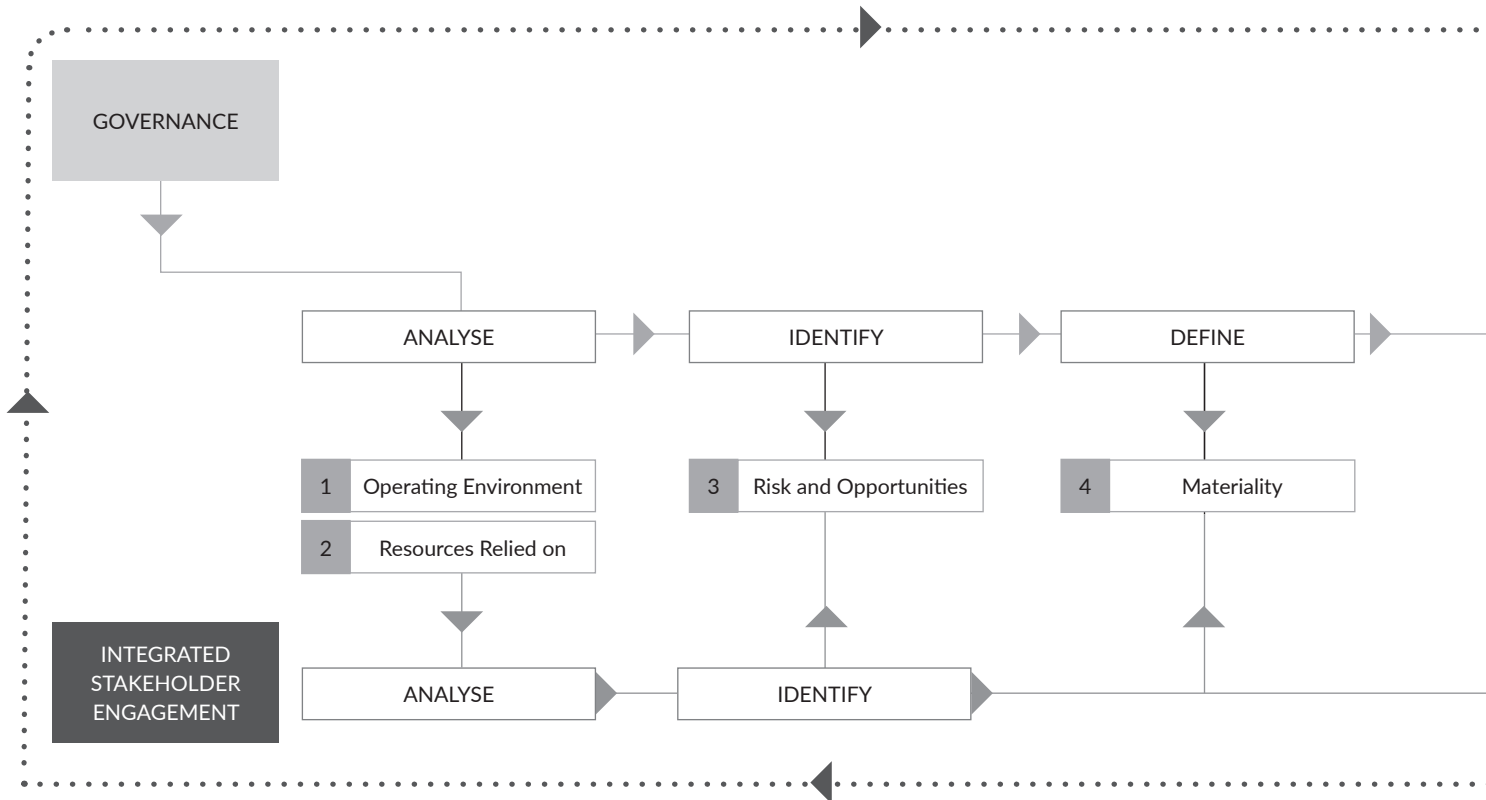 GOVERNANCE
ANALYSE
IDENTIFY
DEFINE
1 Operating Environment
3 Risk and Opportunities
4 Materiality
2 Resources Relied on
INTEGRATED
STAKEHOLDER
ENGAGEMENT
ANALYSE
IDENTIFY